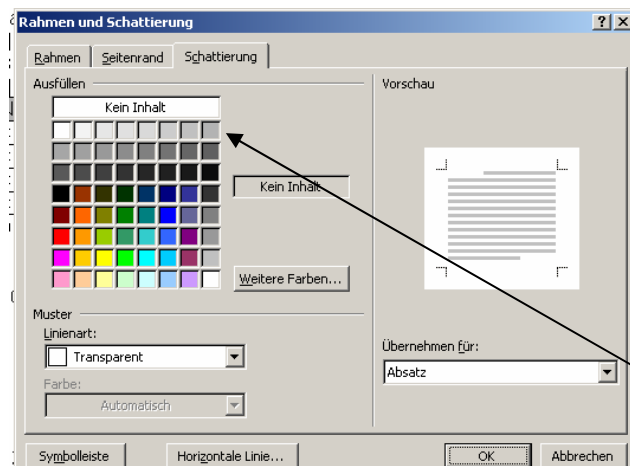 Rahmen und Schattierung
Rahmen Seitenrand Schattierung
Ausfüllen
Kein Inhalt
Kein Inhalt
Weitere Farben...
Muster
Linienart:
Transparent
Farbe:
Automatisch
Vorschau
Übernehmen für:
Absatz
Symbolleiste Horizontale Linie... OK Abbrechen